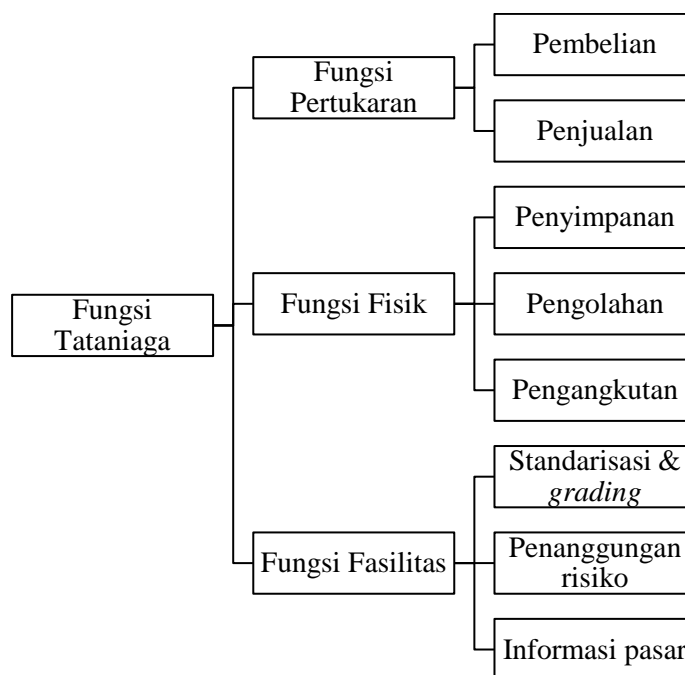 Fungsi
Tataniaga
Fungsi
Pertukaran
Pembelian
Penjualan
Fungsi Fisik
Penyimpanan
Pengolahan
Pengangkutan
Fungsi Fasilitas
Standarisasi &
grading
Penanggungan
risiko
Informasi pasar